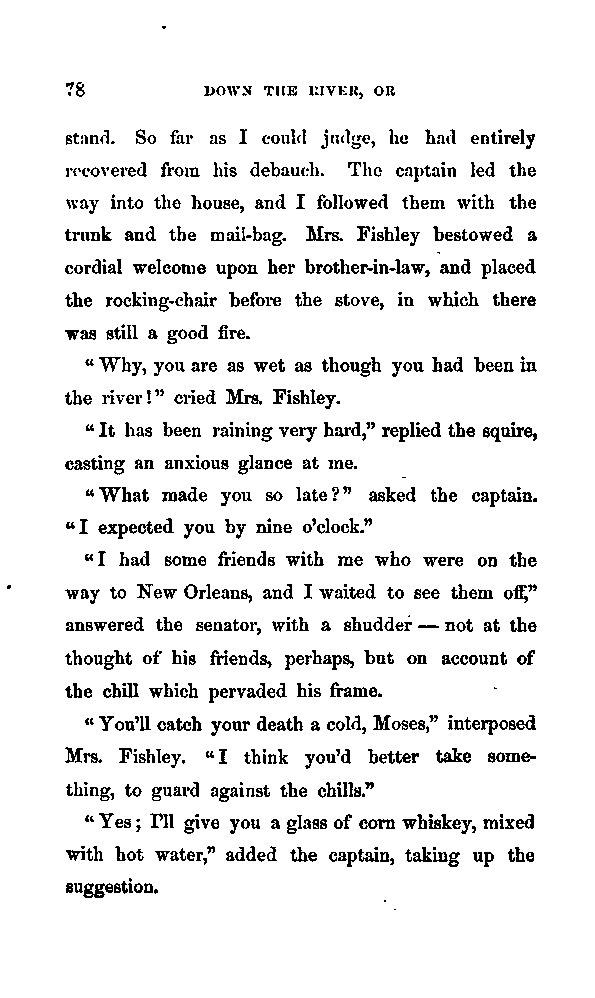 78 DOWN THE RIVER, OR
stand. So far as I could judge, he had entirely
recovered from his debauch. The captain led the
way into the house, and I followed them with the
trunk and the mail-bag. Mrs. Fishley bestowed a
cordial welcome upon her brother-in-law, and placed
the rocking-chair before the stove, in which there
was still a good fire.
“Why, you are as wet as though you had been in
the river!” cried Mrs. Fishley.
“It has been raining very hard,” replied the squire,
casting an anxious glance at me.
“What made you so late?” asked the captain.
“I expected you by nine o’clock.”
“I had some friends with me who were on the
way to New Orleans, and I waited to see them off,”
answered the senator, with a shudder — not at the
thought of his friends, perhaps, but on account of
the chill which pervaded his frame.
“You’ll catch your death a cold, Moses,” interposed
Mrs. Fishley. “I think you’d better take some-
thing, to guard against the chills.”
“Yes; I’ll give you a glass of corn whiskey, mixed
with hot water,” added the captain, taking up the
suggestion.